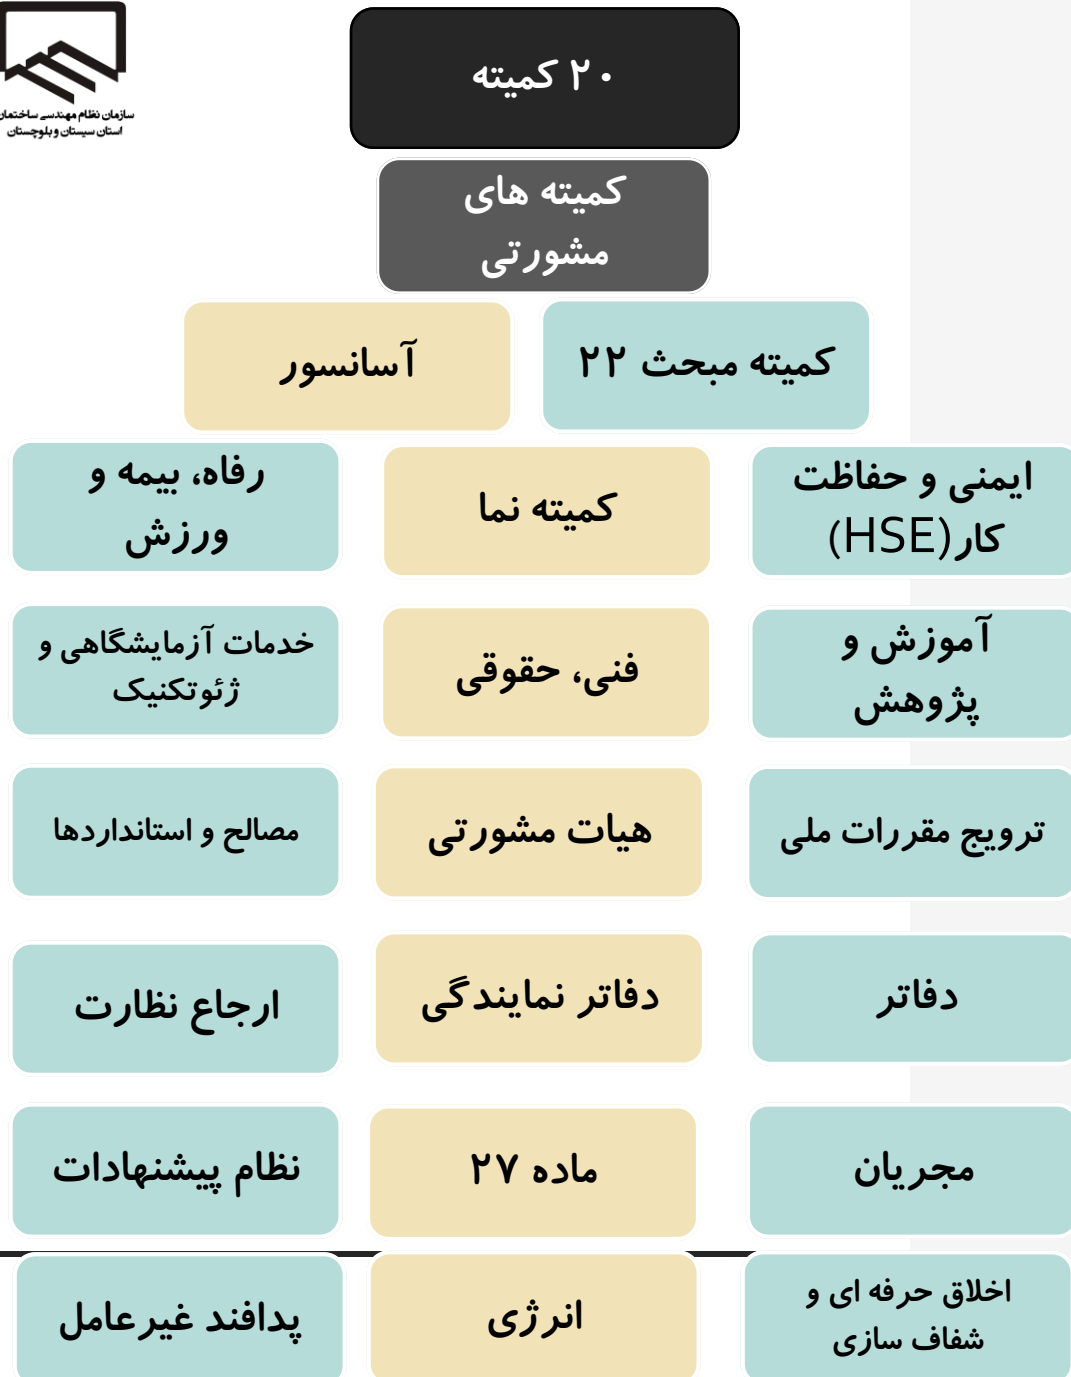 سازمان نظام مهندسی ساختمان
استان سیستان و بلوچستان
۲۰ کمیته
کمیته های
مشورتی
کمیته مبحث ۲۲
آسانسور
ایمنی و حفاظت
کار(HSE)
کمیته نما
رفاه، بیمه و
ورزش
آموزش و
پژوهش
فنی، حقوقی
خدمات آزمایشگاهی و
ژئوتکنیک
ترویج مقررات ملی
هیات مشورتی
مصالح و استانداردها
دفاتر
دفاتر نمایندگی
ارجاع نظارت
مجریان
ماده ۲۷
نظام پیشنهادات
اخلاق حرفه ای و
شفاف سازی
انرژی
پدافند غیرعامل